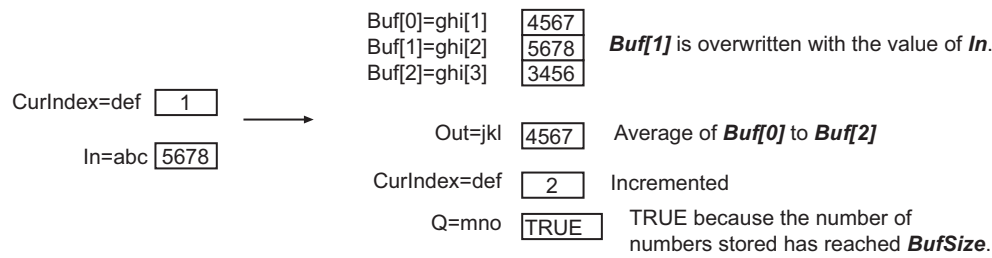 Buf[0]=ghi[1] 4567
Buf[1]=ghi[2] 5678 Buf[1] is overwritten with the value of In.
Buf[2]=ghi[3] 3456
CurIndex=def 1
In=abc 5678
Out=jkl 4567 Average of Buf[0] to Buf[2]
CurIndex=def 2 Incremented
Q=mno TRUE TRUE because the number of
numbers stored has reached BufSize.